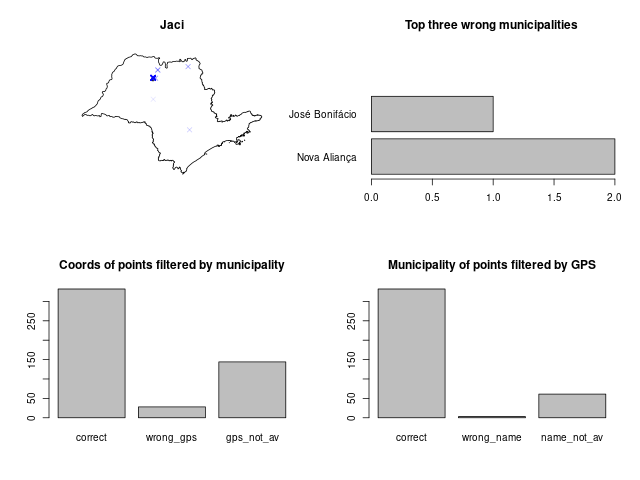 Jaci
Top three wrong municipalities
José Bonifácio
Nova Aliança
0.0 0.5 1.0 1.5 2.0
Coords of points filtered by municipality
0 50 150 250
correct wrong_gps gps_not_av
Municipality of points filtered by GPS
0 50 150 250
correct wrong_name name_not_av